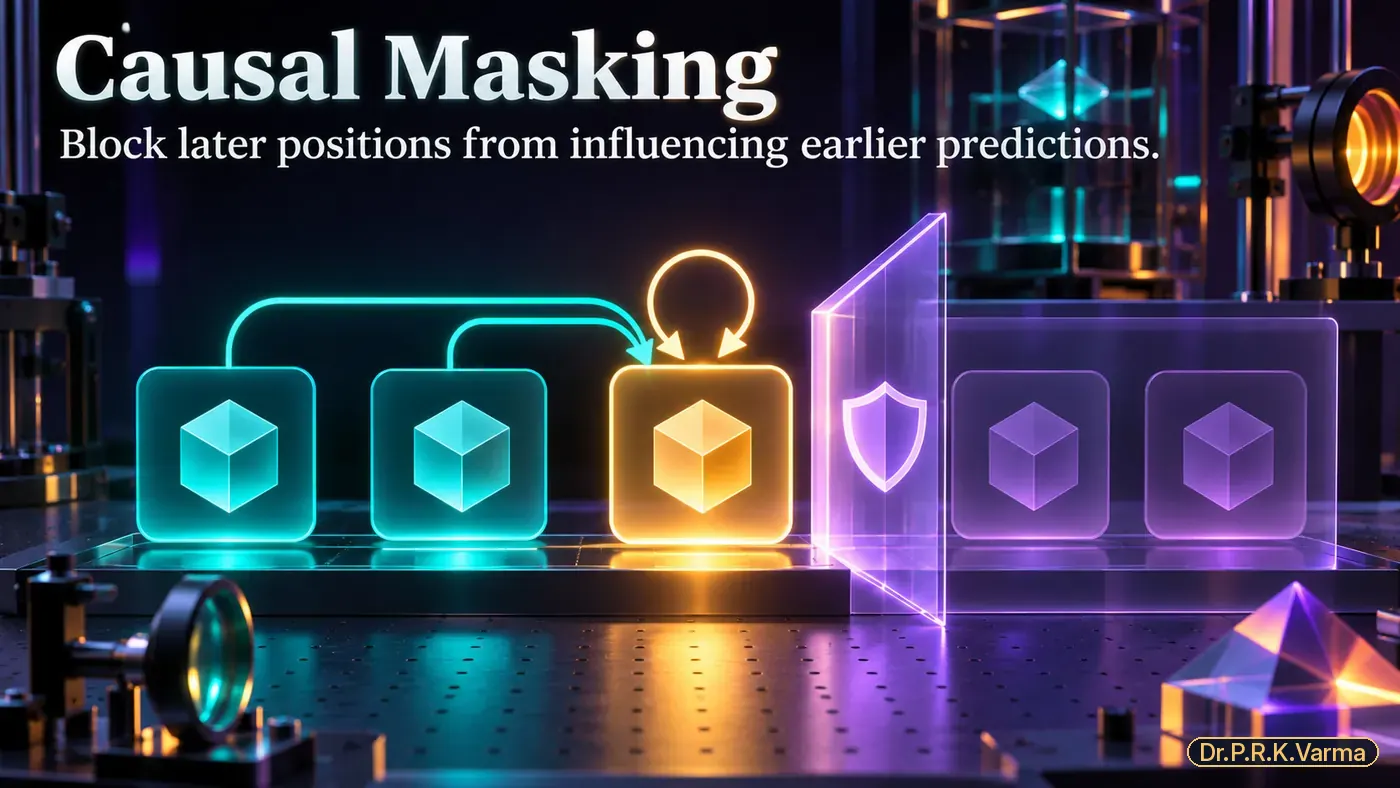 Causal Masking
Block later positions from influencing earlier predictions.
Dr.P.R.K.Varma